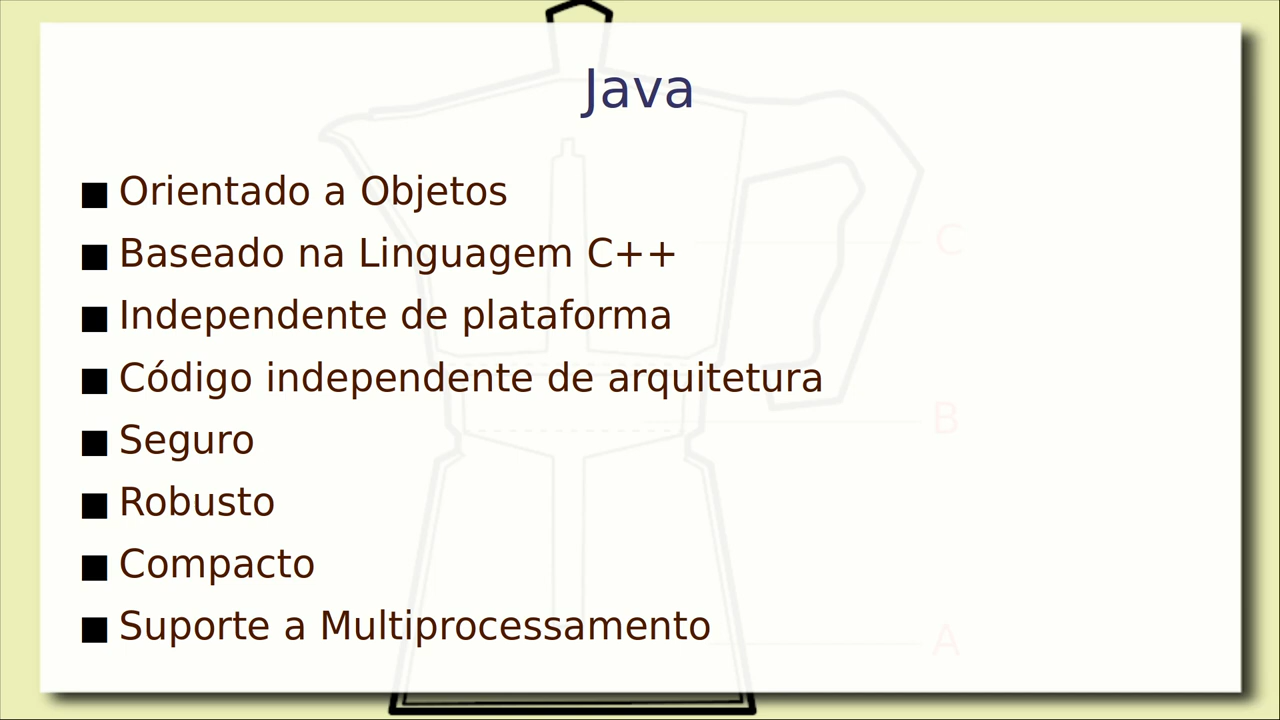 Java
■ Orientado a Objetos
■ Baseado na Linguagem C++
C
■ Independente de plataforma
■ Código independente de arquitetura
B
■ Seguro
■ Robusto
■ Compacto
■ Suporte a Multiprocessamento
A